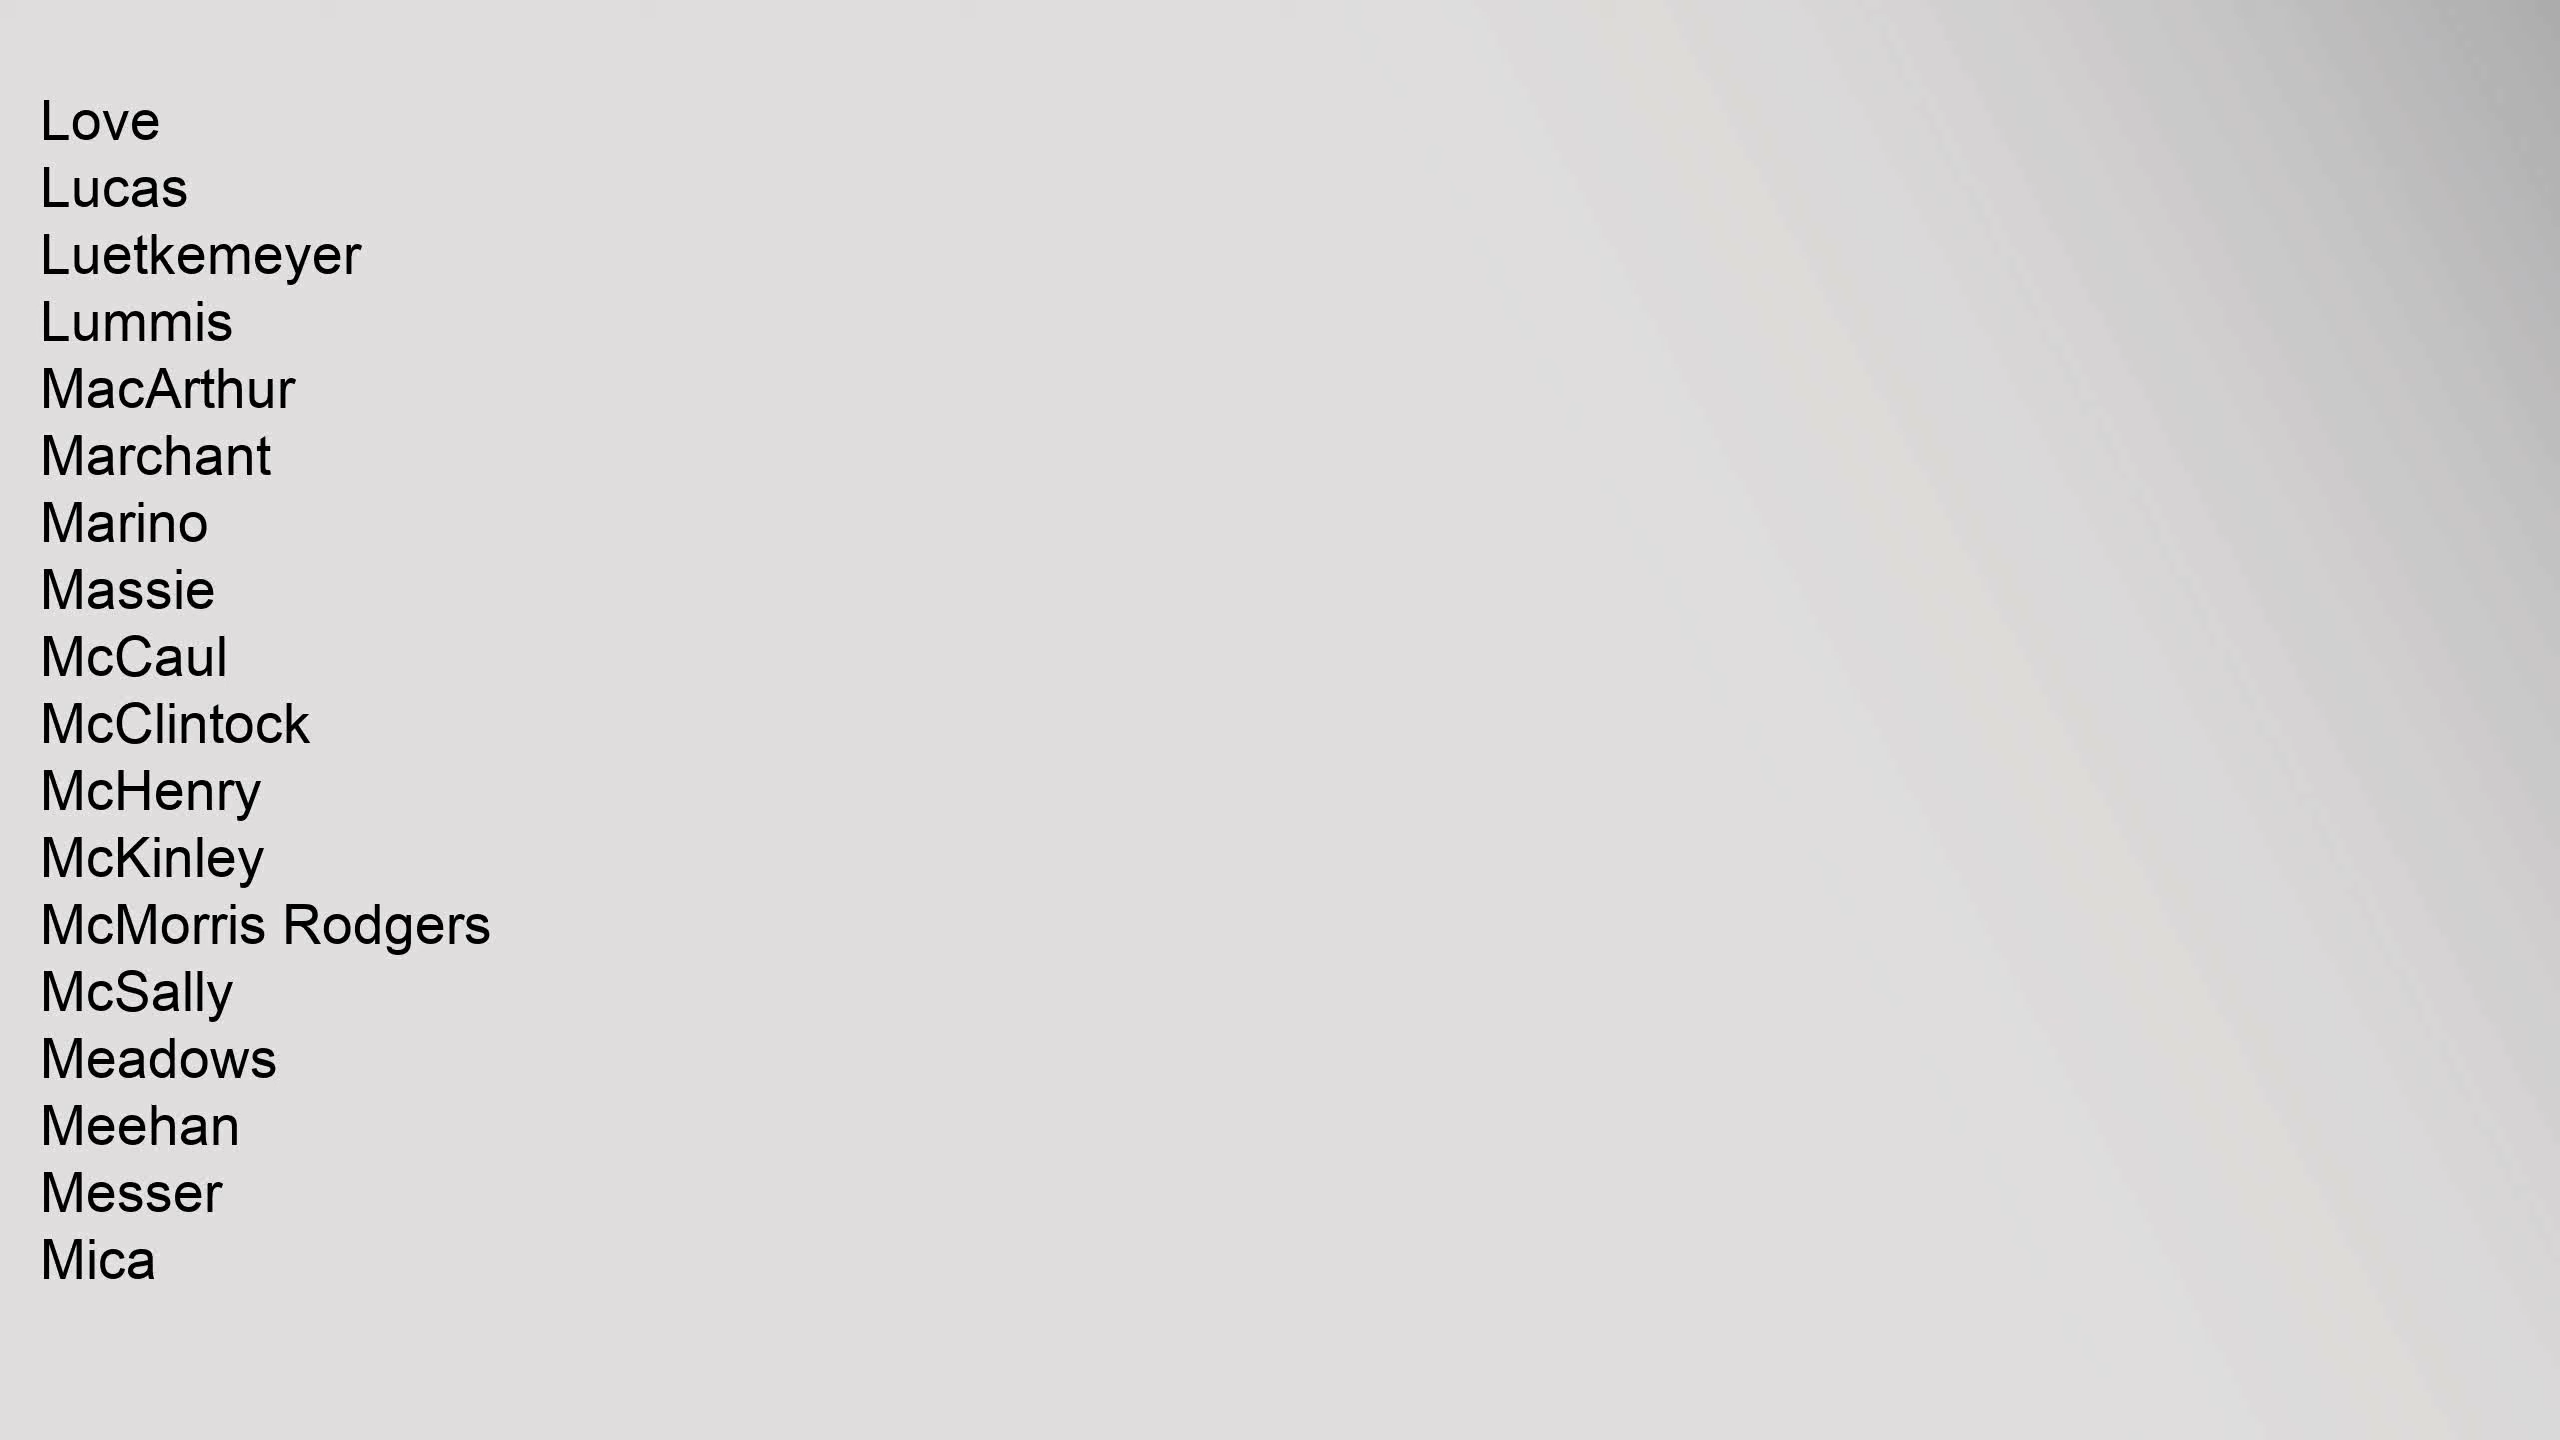 Love
Lucas
Luetkemeyer
Lummis
MacArthur
Marchant
Marino
Massie
McCaul
McClintock
McHenry
McKinley
McMorris Rodgers
McSally
Meadows
Meehan
Messer
Mica